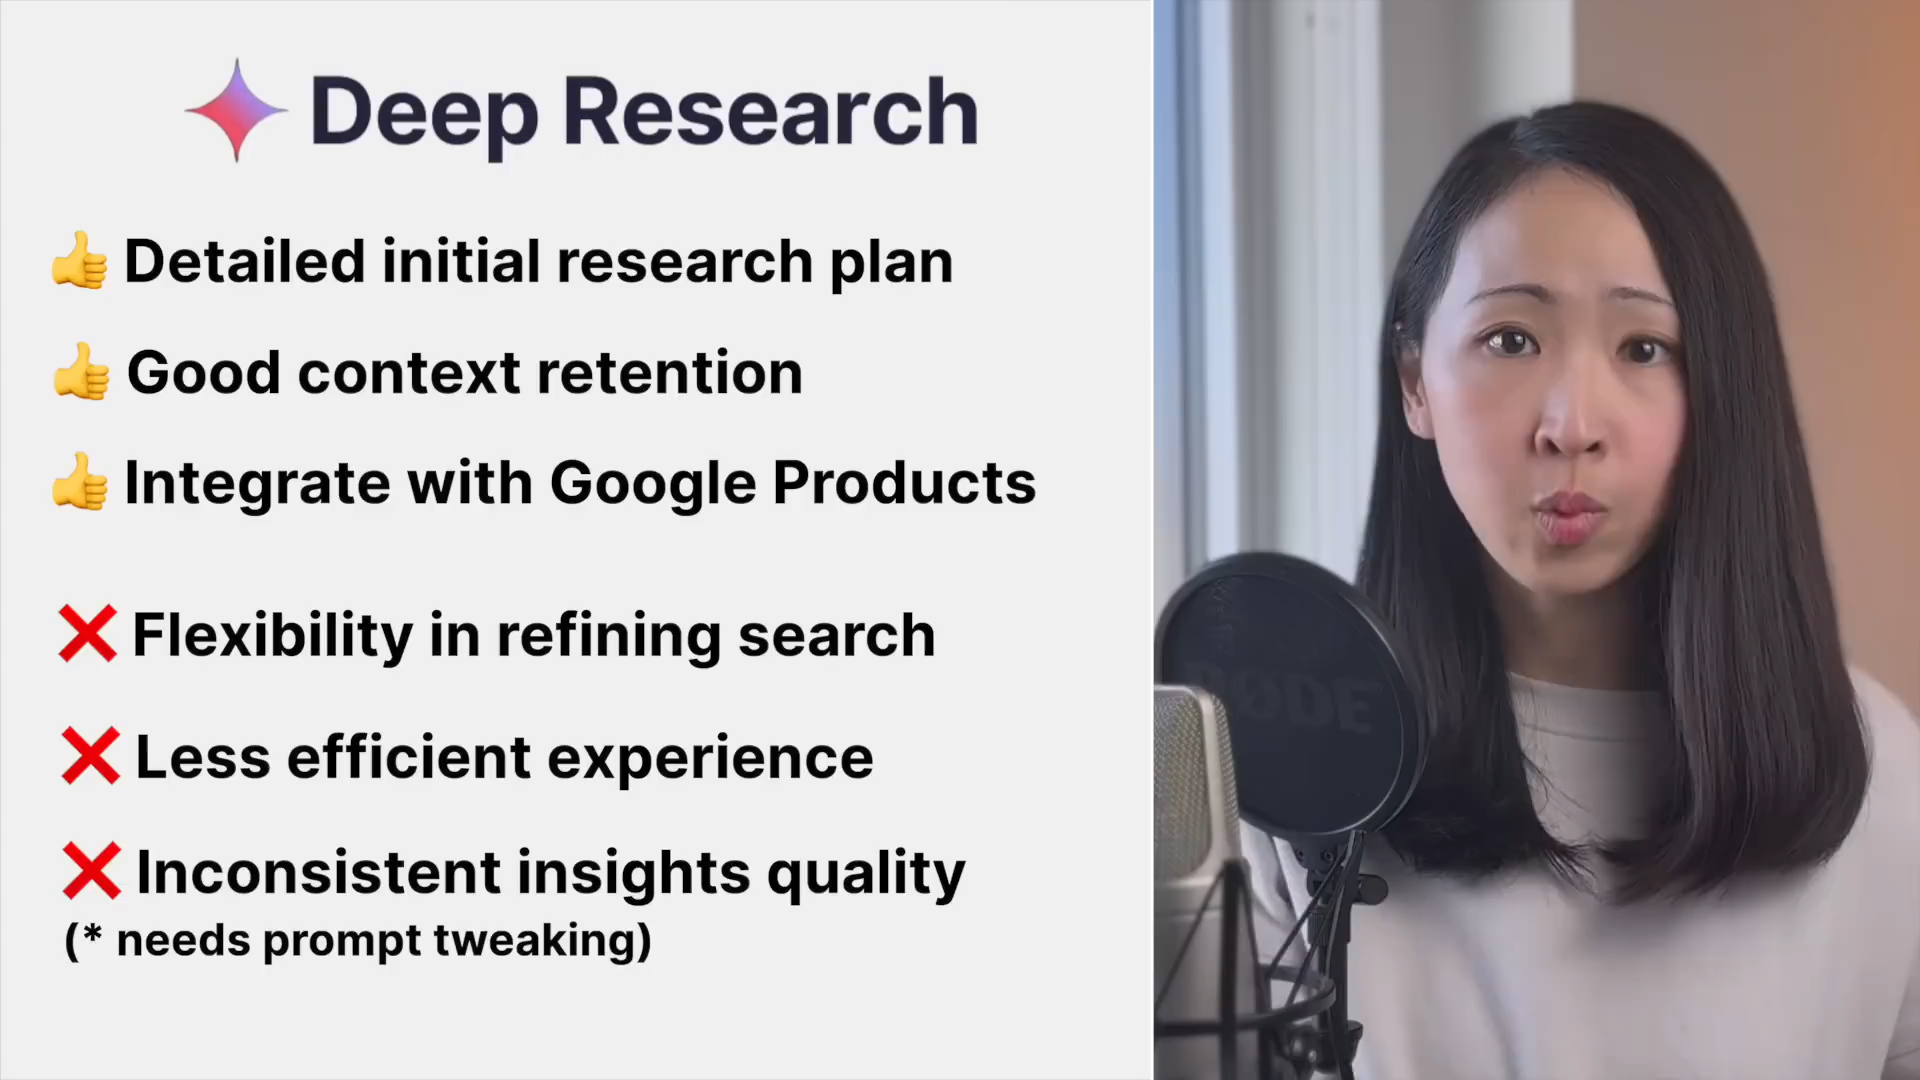 Deep Research
👍 Detailed initial research plan
👍 Good context retention
👍 Integrate with Google Products
❌ Flexibility in refining search
❌ Less efficient experience
❌ Inconsistent insights quality
(* needs prompt tweaking)
RØDE